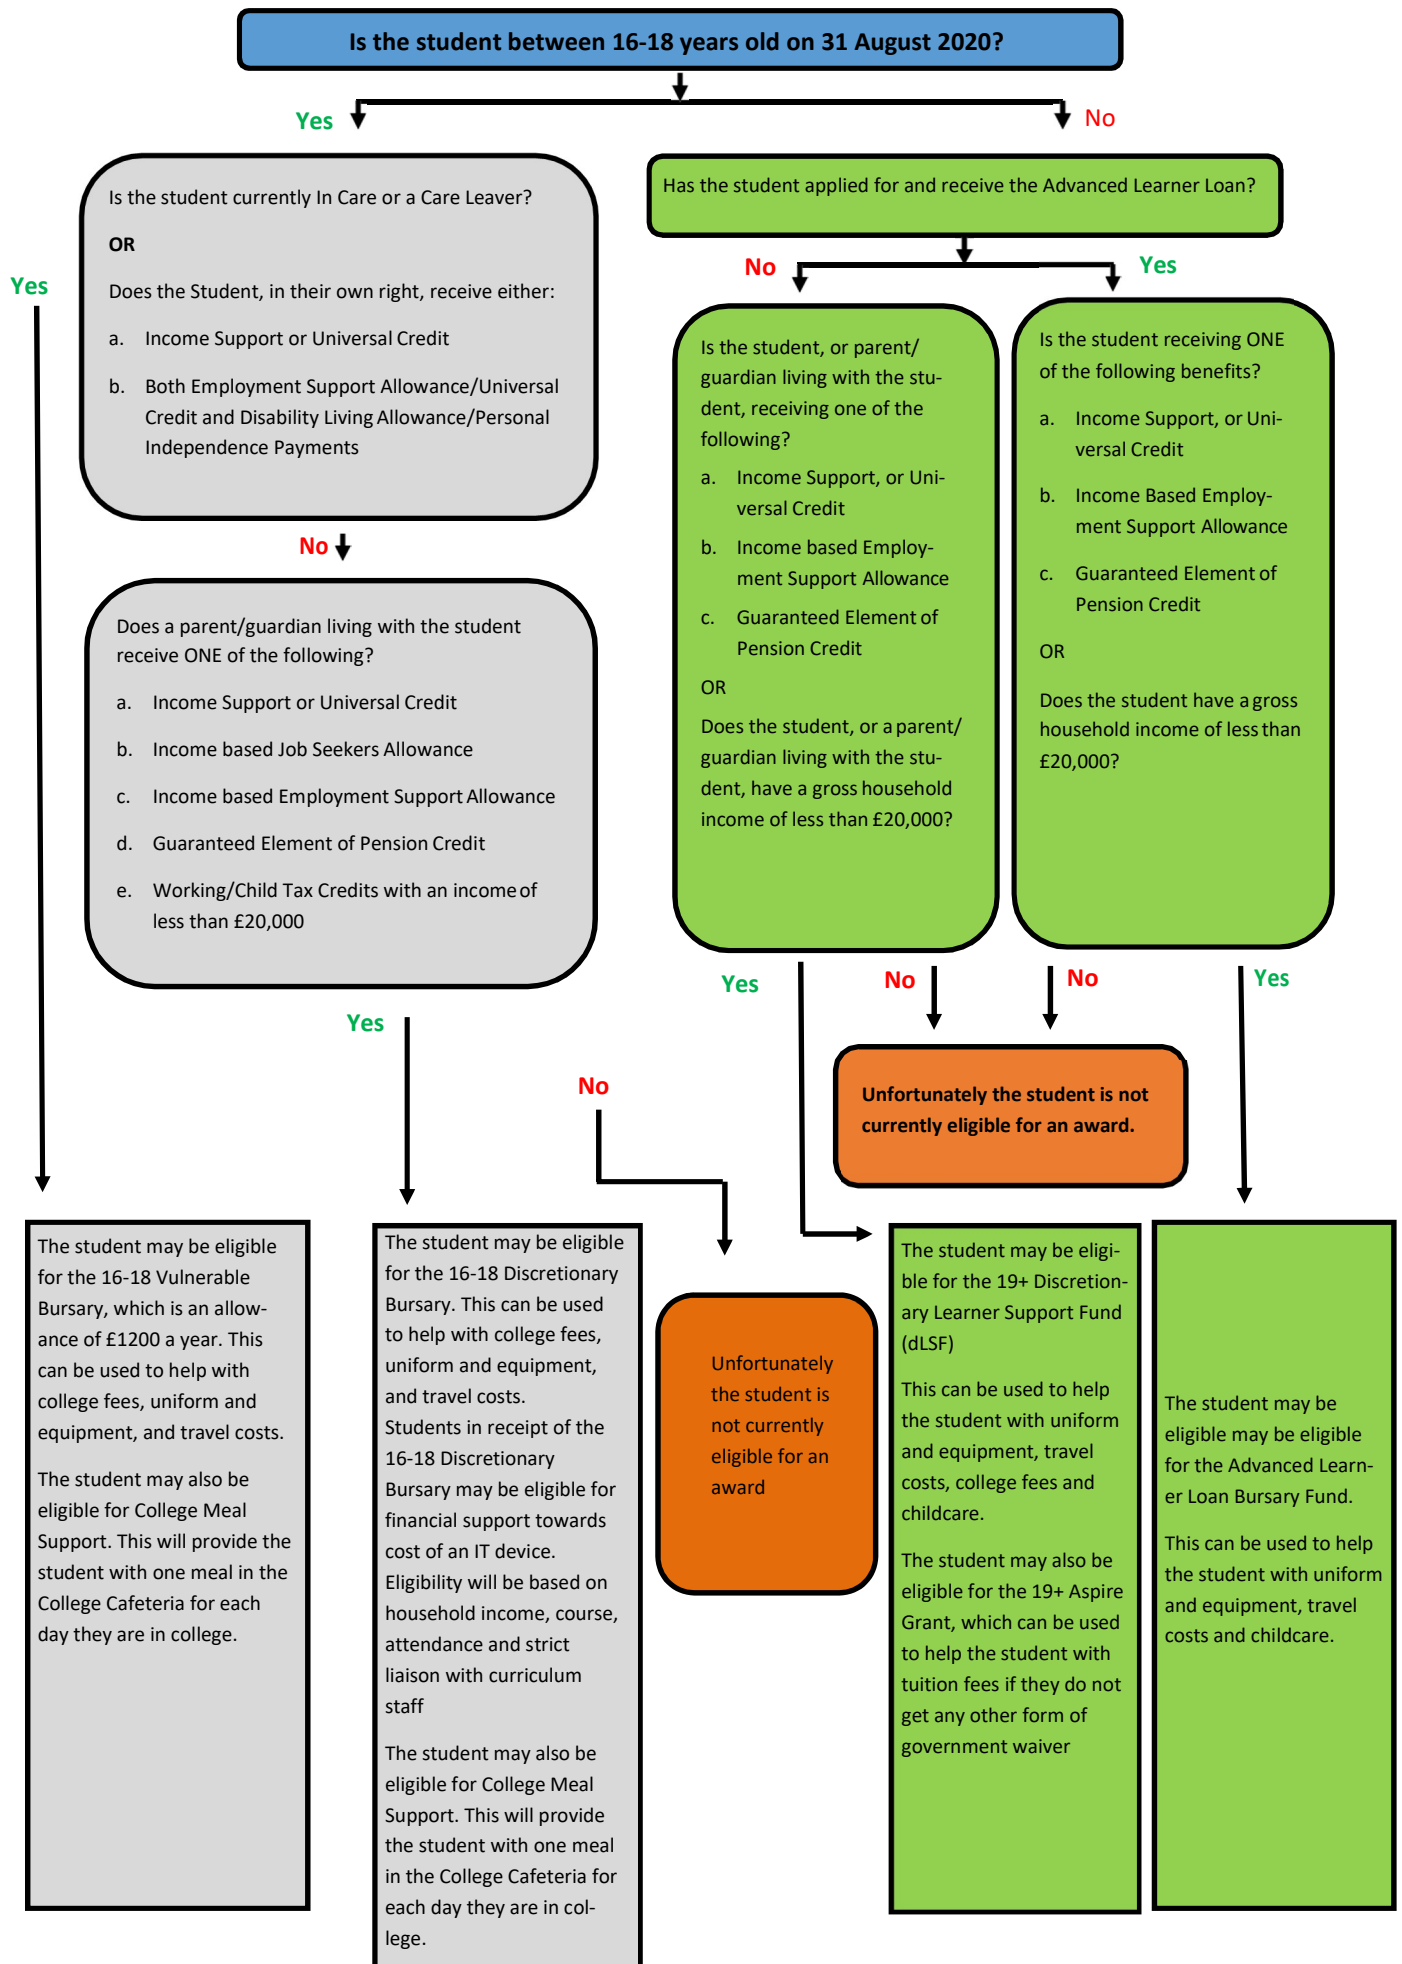 Is the student between 16-18 years old on 31 August 2020?
Yes
No
Is the student currently In Care or a Care Leaver?
OR
Does the Student, in their own right, receive either:
a. Income Support or Universal Credit
b. Both Employment Support Allowance/Universal
Credit and Disability Living Allowance/Personal
Independence Payments
Yes
No
Does a parent/guardian living with the student
receive ONE of the following?
a. Income Support or Universal Credit
b. Income based Job Seekers Allowance
c. Income based Employment Support Allowance
d. Guaranteed Element of Pension Credit
e. Working/Child Tax Credits with an income of
less than £20,000
Yes
No
Has the student applied for and receive the Advanced Learner Loan?
No
Yes
Is the student, or parent/
guardian living with the stu-
dent, receiving one of the
following?
a. Income Support, or Uni-
versal Credit
b. Income based Employ-
ment Support Allowance
c. Guaranteed Element of
Pension Credit
OR
Does the student, or a parent/
guardian living with the stu-
dent, have a gross household
income of less than £20,000?
Is the student receiving ONE
of the following benefits?
a. Income Support, or Uni-
versal Credit
b. Income Based Employ-
ment Support Allowance
c. Guaranteed Element of
Pension Credit
OR
Does the student have a gross
household income of less than
£20,000?
Yes
No
No
Yes
Unfortunately the student is not
currently eligible for an award.
The student may be eligible
for the 16-18 Vulnerable
Bursary, which is an allow-
ance of £1200 a year. This
can be used to help with
college fees, uniform and
equipment, and travel costs.
The student may also be
eligible for College Meal
Support. This will provide the
student with one meal in the
College Cafeteria for each
day they are in college.
The student may be eligible
for the 16-18 Discretionary
Bursary. This can be used
to help with college fees,
uniform and equipment,
and travel costs.
Students in receipt of the
16-18 Discretionary
Bursary may be eligible for
financial support towards
cost of an IT device.
Eligibility will be based on
household income, course,
attendance and strict
liaison with curriculum
staff
The student may also be
eligible for College Meal
Support. This will provide
the student with one meal
in the College Cafeteria for
each day they are in col-
lege.
Unfortunately
the student is
not currently
eligible for an
award
The student may be eligi-
ble for the 19+ Discretion-
ary Learner Support Fund
(dLSF)
This can be used to help
the student with uniform
and equipment, travel
costs, college fees and
childcare.
The student may also be
eligible for the 19+ Aspire
Grant, which can be used
to help the student with
tuition fees if they do not
get any other form of
government waiver
The student may be
eligible may be eligible
for the Advanced Learn-
er Loan Bursary Fund.
This can be used to help
the student with uniform
and equipment, travel
costs and childcare.